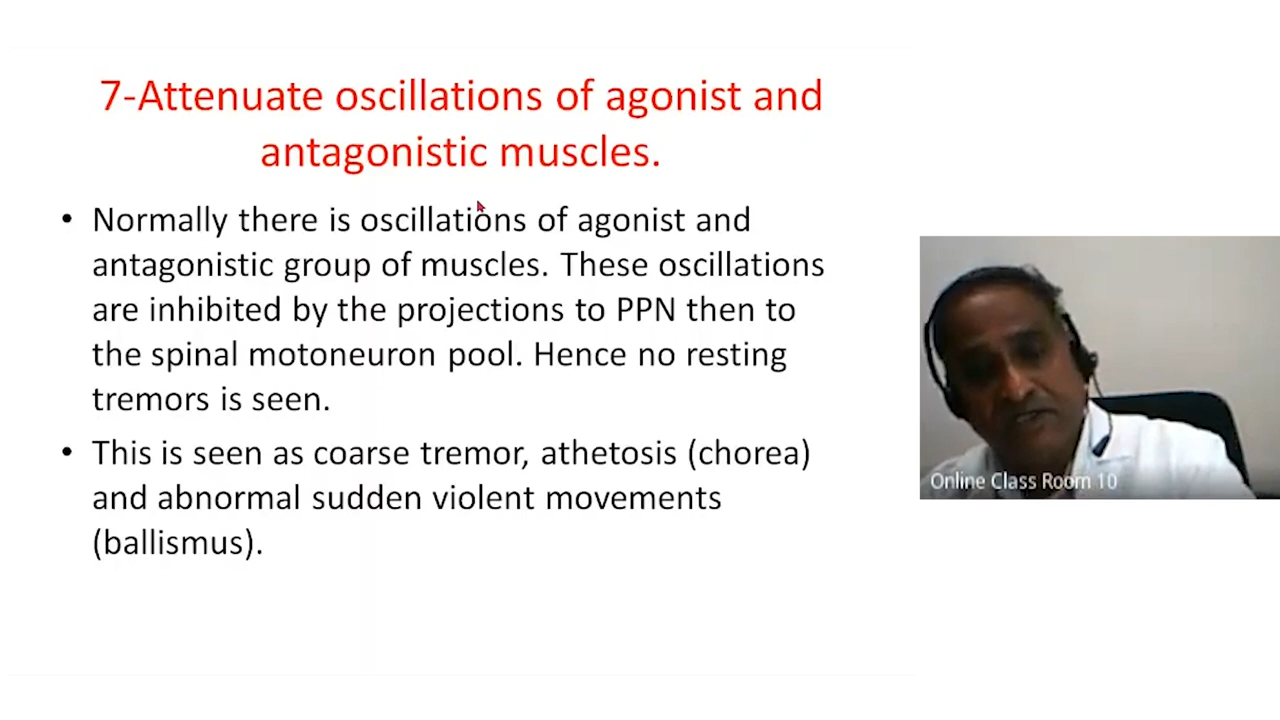 7-Attenuate oscillations of agonist and
antagonistic muscles.
• Normally there is oscillations of agonist and
antagonistic group of muscles. These oscillations
are inhibited by the projections to PPN then to
the spinal motoneuron pool. Hence no resting
tremors is seen.
• This is seen as coarse tremor, athetosis (chorea)
and abnormal sudden violent movements
(ballismus).
Online Class Room 10